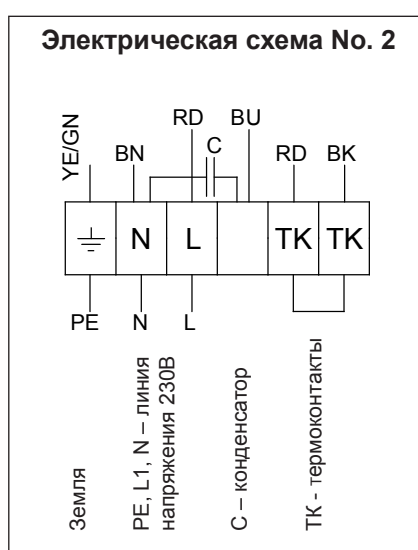 Электрическая схема No. 2
RD BU
YE/GN BN C RD BK
N L TK TK
PE N L
Земля
PE, L1, N – линия
напряжения 230В
C – конденсатор
ТК - термоконтакты